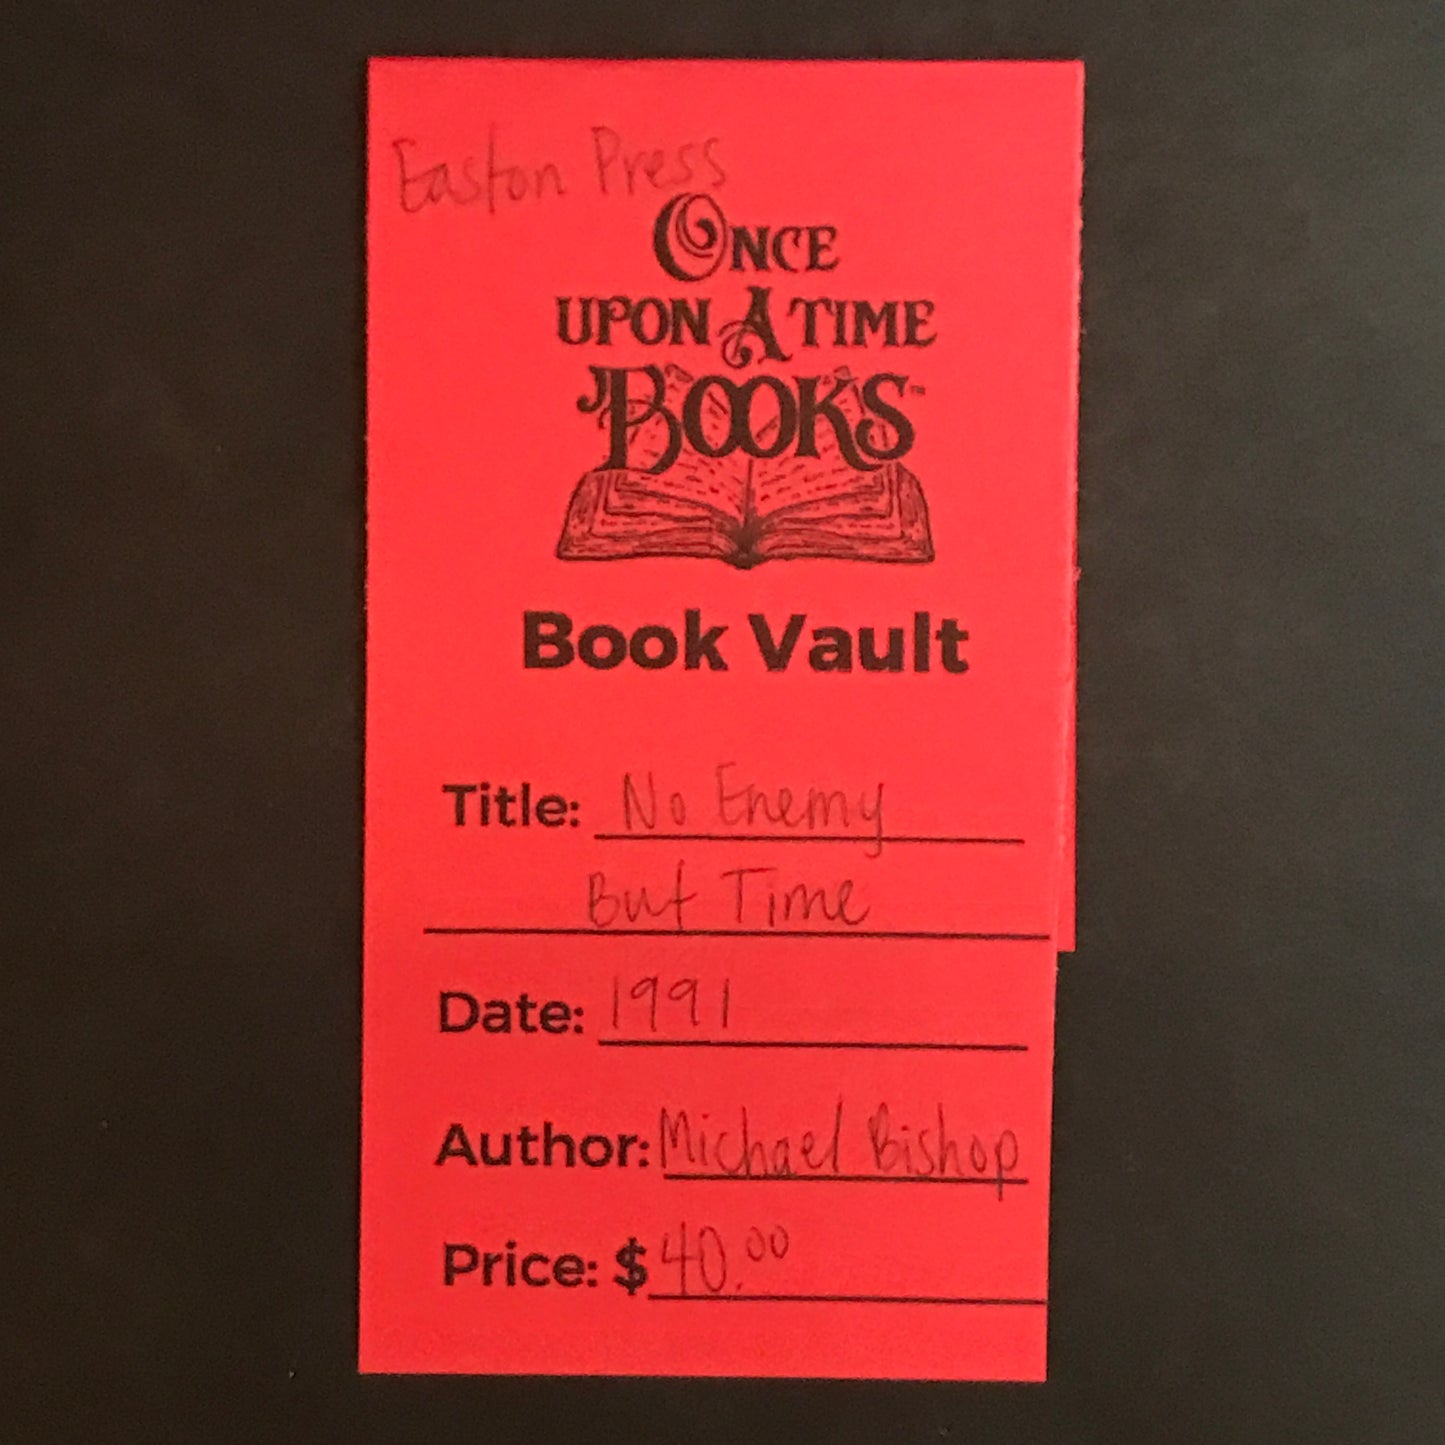 Easton Press
ONCE
UPON A TIME
BOOKS™
Book Vault
Title: No Enemy
But Time
Date: 1991
Author: Michael Bishop
Price: $40.00